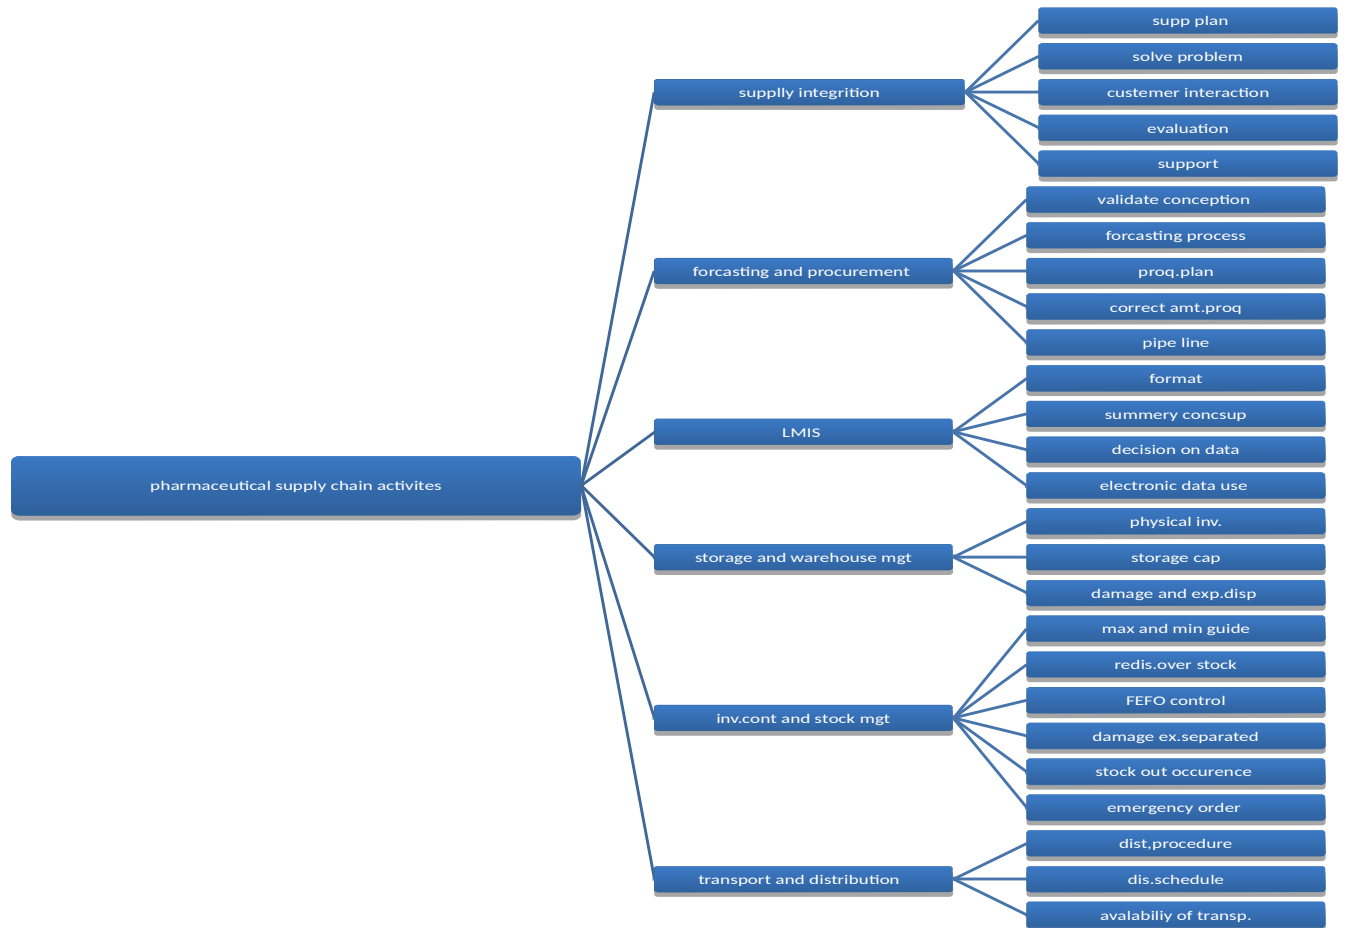 pharmaceutical supply chain activites
supplly integrition
supp plan
solve problem
custemer interaction
evaluation
support
forcasting and procurement
validate conception
forcasting process
proq.plan
correct amt.proq
pipe line
LMIS
format
summery concsup
decision on data
electronic data use
storage and warehouse mgt
physical inv.
storage cap
damage and exp.disp
inv.cont and stock mgt
max and min guide
redis.over stock
FEFO control
damage ex.separated
stock out occurence
emergency order
transport and distribution
dist,procedure
dis.schedule
avalabiliy of transp.